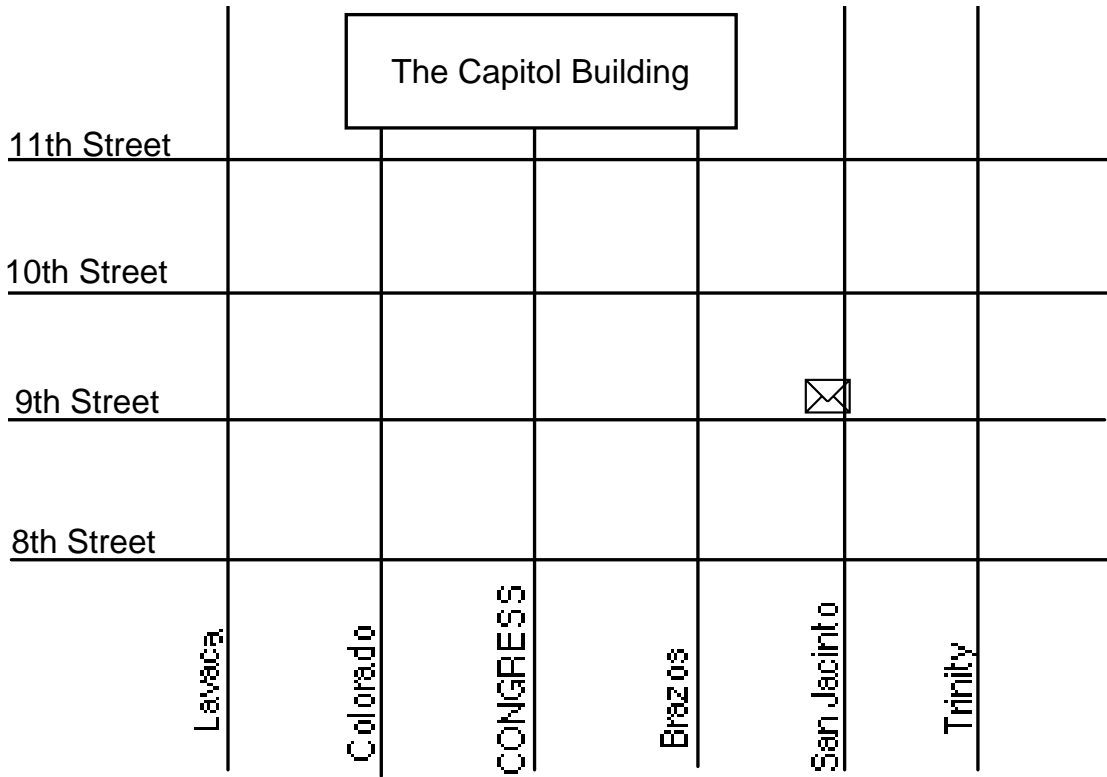 The Capitol Building
11th Street
10th Street
9th Street
8th Street
Lavaca
Colorado
CONGRESS
Brazos
San Jacinto
Trinity